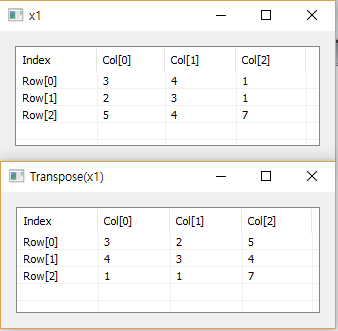 x1
Index Col[0] Col[1] Col[2]
Row[0] 3 4 1
Row[1] 2 3 1
Row[2] 5 4 7
Transpose(x1)
Index Col[0] Col[1] Col[2]
Row[0] 3 2 5
Row[1] 4 3 4
Row[2] 1 1 7